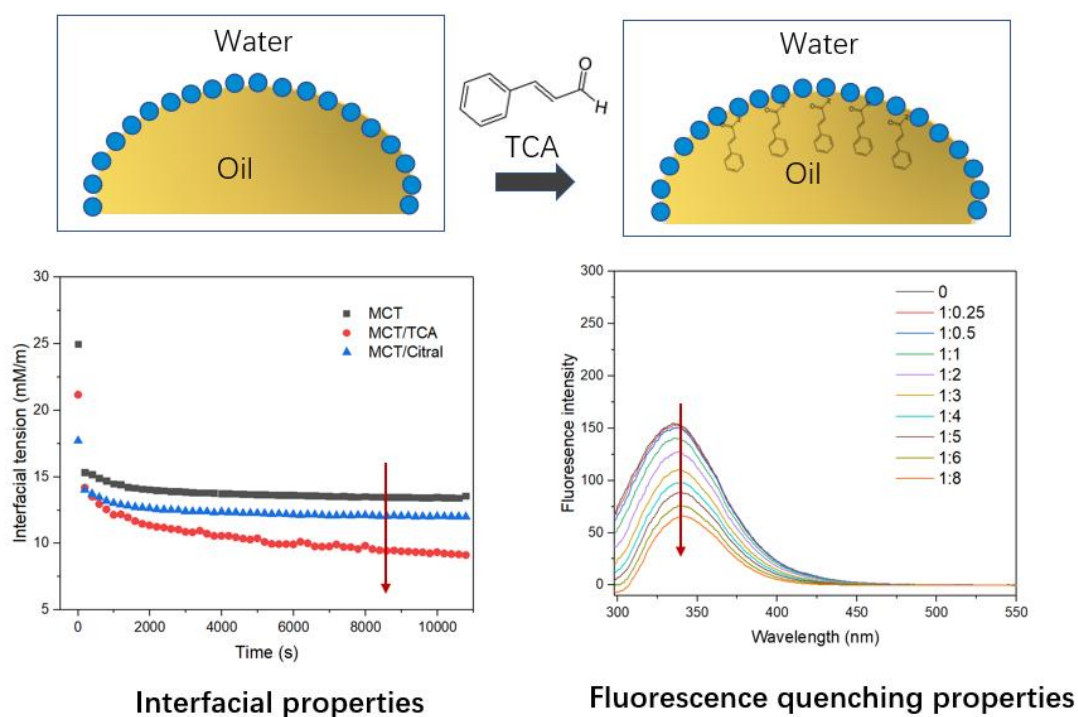 Water
Oil
O
H
TCA
Water
Oil
30
25
20
15
10
5
0
2000
4000
6000
8000
10000
Interfacial tension (mM/m)
Time (s)
MCT
MCT/TCA
MCT/Citral
300
250
200
150
100
50
0
300
350
400
450
500
550
Fluoresence intensity
Wavelength (nm)
0
1:0.25
1:0.5
1:1
1:2
1:3
1:4
1:5
1:6
1:8
Interfacial properties
Fluorescence quenching properties